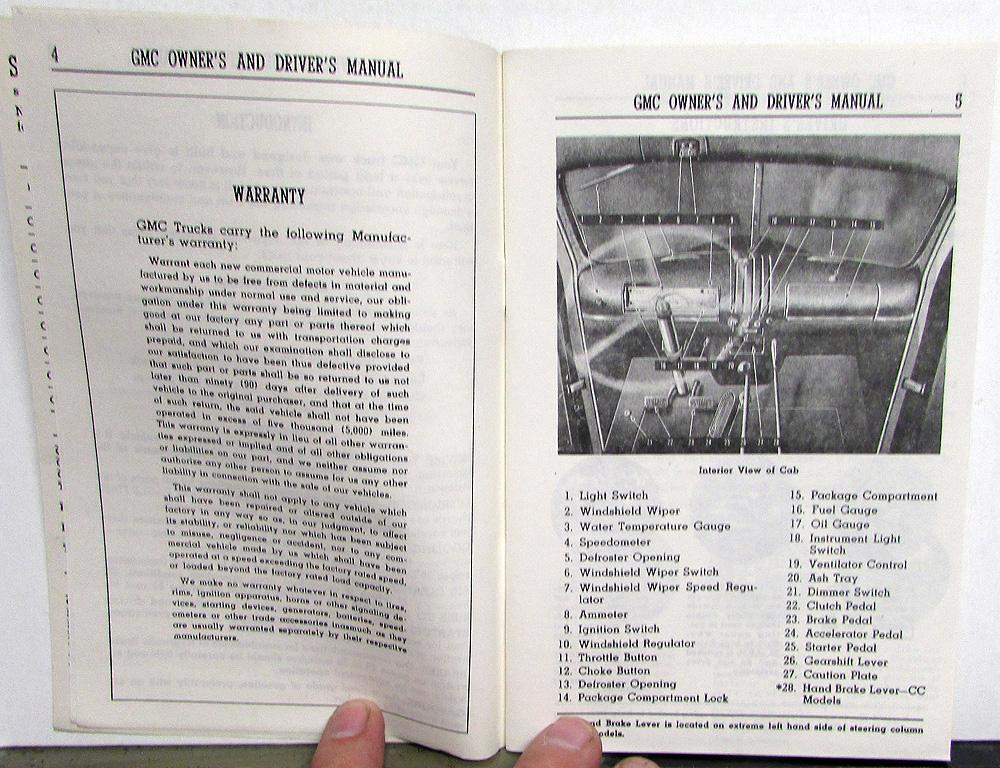 4
GMC OWNER'S AND DRIVER'S MANUAL
WARRANTY
GMC Trucks carry the following Manufac-
turer's warranty:
Warrant each new commercial motor vehicle manu-
factured by us to be free from defects in material and
workmanship under normal use and service, our obli-
gation under this warranty being limited to making
good at our factory any part or parts thereof which
shall be returned to us with transportation charges
prepaid, and which our examination shall disclose to
our satisfaction to have been thus defective provided
that such part or parts shall be so returned to us not
later than ninety (90) days after delivery of such
vehicle to the original purchaser, and that at the time
of such return, the said vehicle shall not have been
operated in excess of five thousand (5,000) miles.
This warranty is expressly in lieu of all other warran-
ties expressed or implied and of all other obligations
or liabilities on our part, and we neither assume nor
authorize any other person to assume for us any other
liability in connection with the sale of our vehicles.
This warranty shall not apply to any vehicle which
shall have been repaired or altered outside of our
factory in any way so as, in our judgment, to affect
its stability, or reliability nor which has been subject
to misuse, negligence or accident, nor to any com-
mercial vehicle made by us which shall have been
operated at a speed exceeding the factory rated speed,
or loaded beyond the factory rated load capacity.
We make no warranty whatever in respect to tires,
rims, ignition apparatus, horns or other signaling de-
vices, starting devices, generators, batteries, speed-
ometers or other trade accessories inasmuch as they
are usually warranted separately by their respective
manufacturers.
GMC OWNER'S AND DRIVER'S MANUAL
5
Interior View of Cab
1. Light Switch
2. Windshield Wiper
3. Water Temperature Gauge
4. Speedometer
5. Defroster Opening
6. Windshield Wiper Switch
7. Windshield Wiper Speed Regu-
lator
8. Ammeter
9. Ignition Switch
10. Windshield Regulator
11. Throttle Button
12. Choke Button
13. Defroster Opening
14. Package Compartment Lock
15. Package Compartment
16. Fuel Gauge
17. Oil Gauge
18. Instrument Light
Switch
19. Ventilator Control
20. Ash Tray
21. Dimmer Switch
22. Clutch Pedal
23. Brake Pedal
24. Accelerator Pedal
25. Starter Pedal
26. Gearshift Lever
27. Caution Plate
*28. Hand Brake Lever—CC
Models
Brake Lever is located on extreme left hand side of steering column